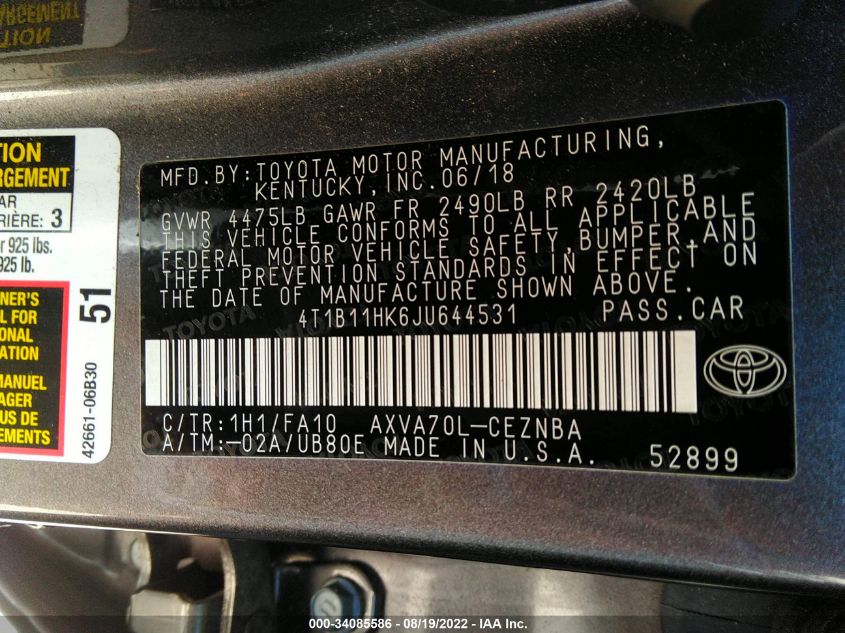 TION
ARGEMENT
AR
RIÈRE: 3
r 925 lbs.
925 lb.
NER'S
L FOR
ONAL
ATION
MANUEL
AGER
US DE
TION
51
42661-06B30
MFD.BY:TOYOTA MOTOR MANUFACTURING,
KENTUCKY,INC.06/18
GVWR 4475LB GAWR FR 2490LB RR 2420LB
THIS VEHICLE CONFORMS TO ALL APPLICABLE
FEDERAL MOTOR VEHICLE SAFETY,BUMPER,AND
THEFT PREVENTION STANDARDS IN EFFECT ON
THE DATE OF MANUFACTURE SHOWN ABOVE.
4T1B11HK6JU644531 PASS.CAR
C/TR:1H1/FA10 AXVA70L-CEZNBA
A/TM:-02A/UB80E MADE IN U.S.A. 52899
000-34085586 - 08/19/2022 - IAA Inc.